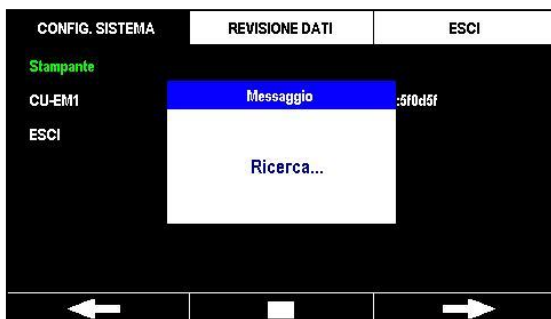 CONFIG. SISTEMA REVISIONE DATI ESCI
Stampante
CU-EM1 :5f0d5f
ESCI
Messaggio
Ricerca...